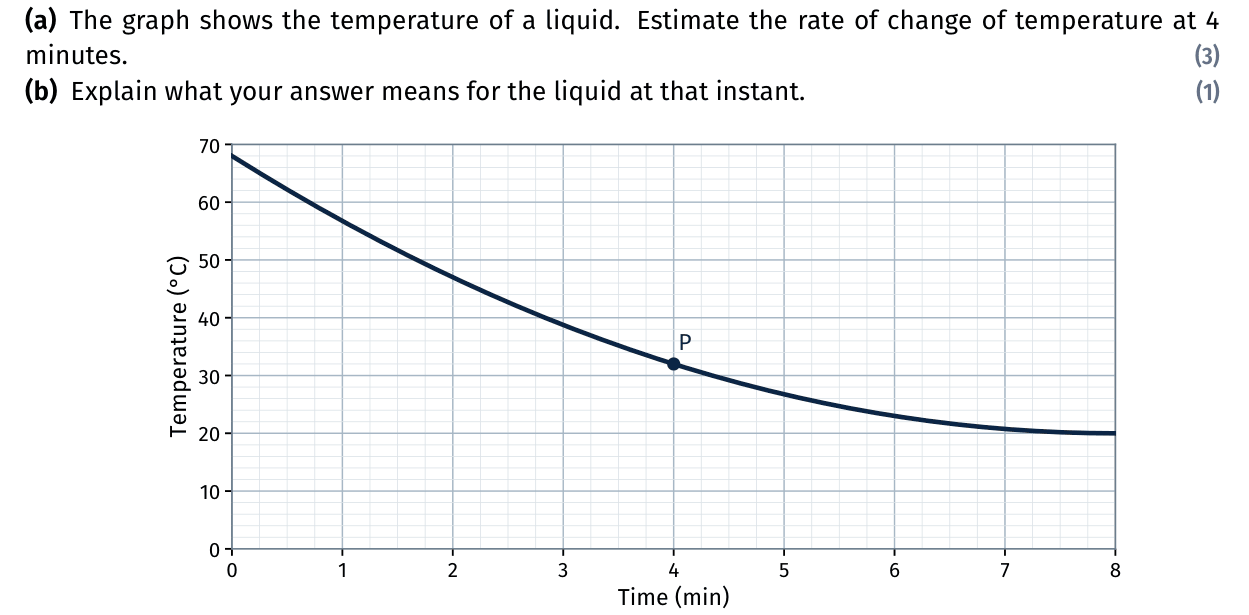 (a) The graph shows the temperature of a liquid. Estimate the rate of change of temperature at 4
minutes. (3)
(b) Explain what your answer means for the liquid at that instant. (1)
70
60
50
40
30
20
10
0
Temperature (°C)
P
0 1 2 3 4 5 6 7 8
Time (min)